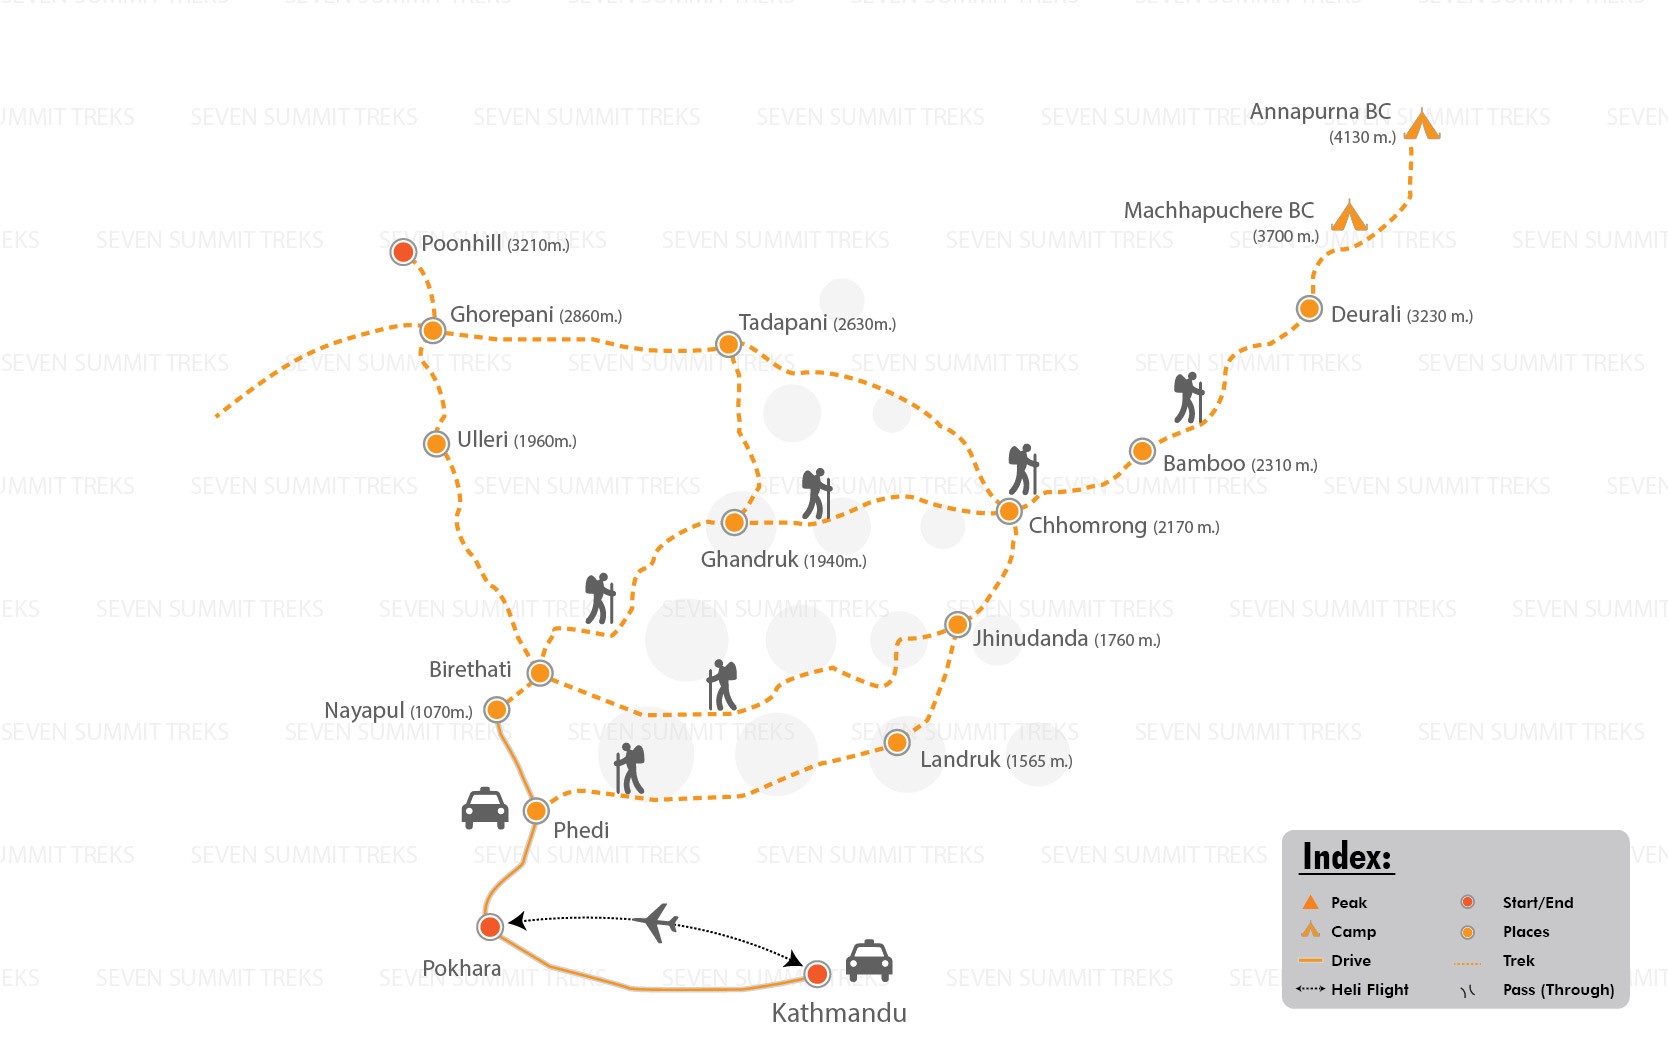 SEVEN SUMMIT TREKS
Annapurna BC
(4130 m.)
Machhapuchere BC
(3700 m.)
Poonhill (3210m.)
Ghorepani (2860m.)
Tadapani (2630m.)
Deurali (3230 m.)
Ulleri (1960m.)
Bamboo (2310 m.)
Chhomrong (2170 m.)
Ghandruk (1940m.)
Jhinudanda (1760 m.)
Birethati
Nayapul (1070m.)
Landruk (1565 m.)
Phedi
Pokhara
Kathmandu
Index:
Peak
Start/End
Camp
Places
Drive
Trek
Heli Flight
Pass (Through)